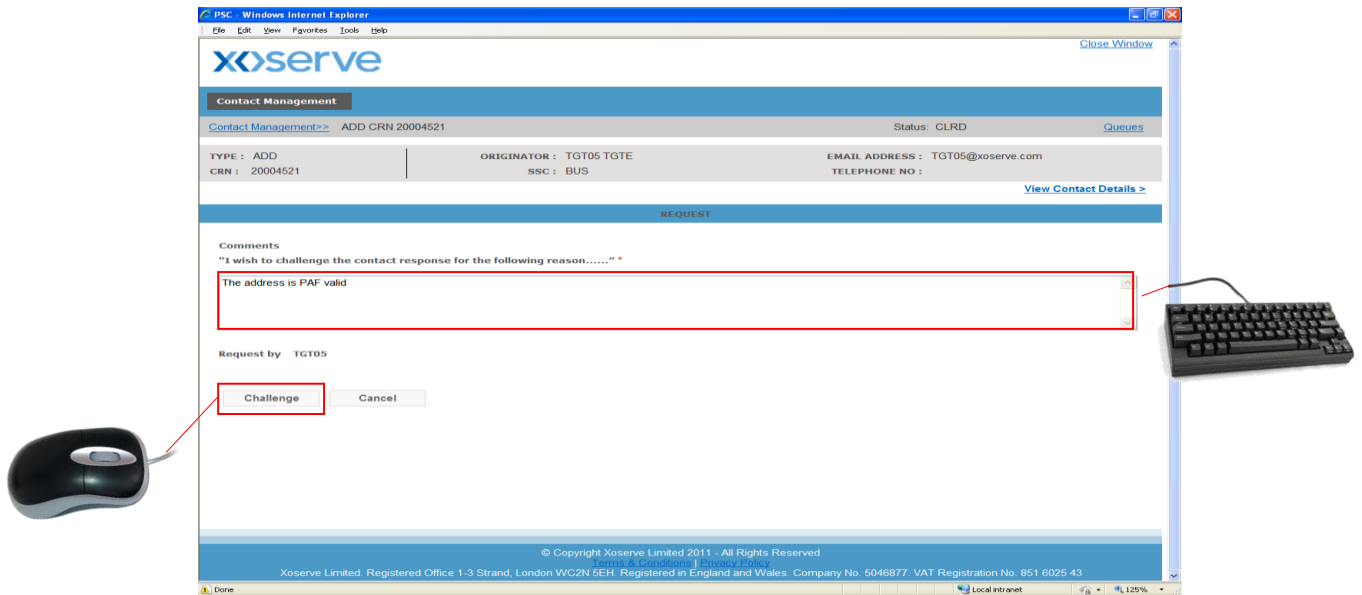 PSC - Windows Internet Explorer
File Edit View Favorites Tools Help
Close Window
xoserve
Contact Management
Contact Management>> ADD CRN 20004521 Status: CLRD Queues
TYPE : ADD ORIGINATOR : TGT05 TGTE EMAIL ADDRESS : TGT05@xoserve.com
CRN : 20004521 SSC : BUS TELEPHONE NO :
View Contact Details >
REQUEST
Comments
"I wish to challenge the contact response for the following reason......" *
The address is PAF valid
Request by TGT05
Challenge Cancel
© Copyright Xoserve Limited 2011 - All Rights Reserved
Terms & Conditions | Privacy Policy
Xoserve Limited. Registered Office 1-3 Strand, London WC2N 5EH. Registered in England and Wales. Company No. 5046877. VAT Registration No. 851 6025 43
Done Local intranet 125%